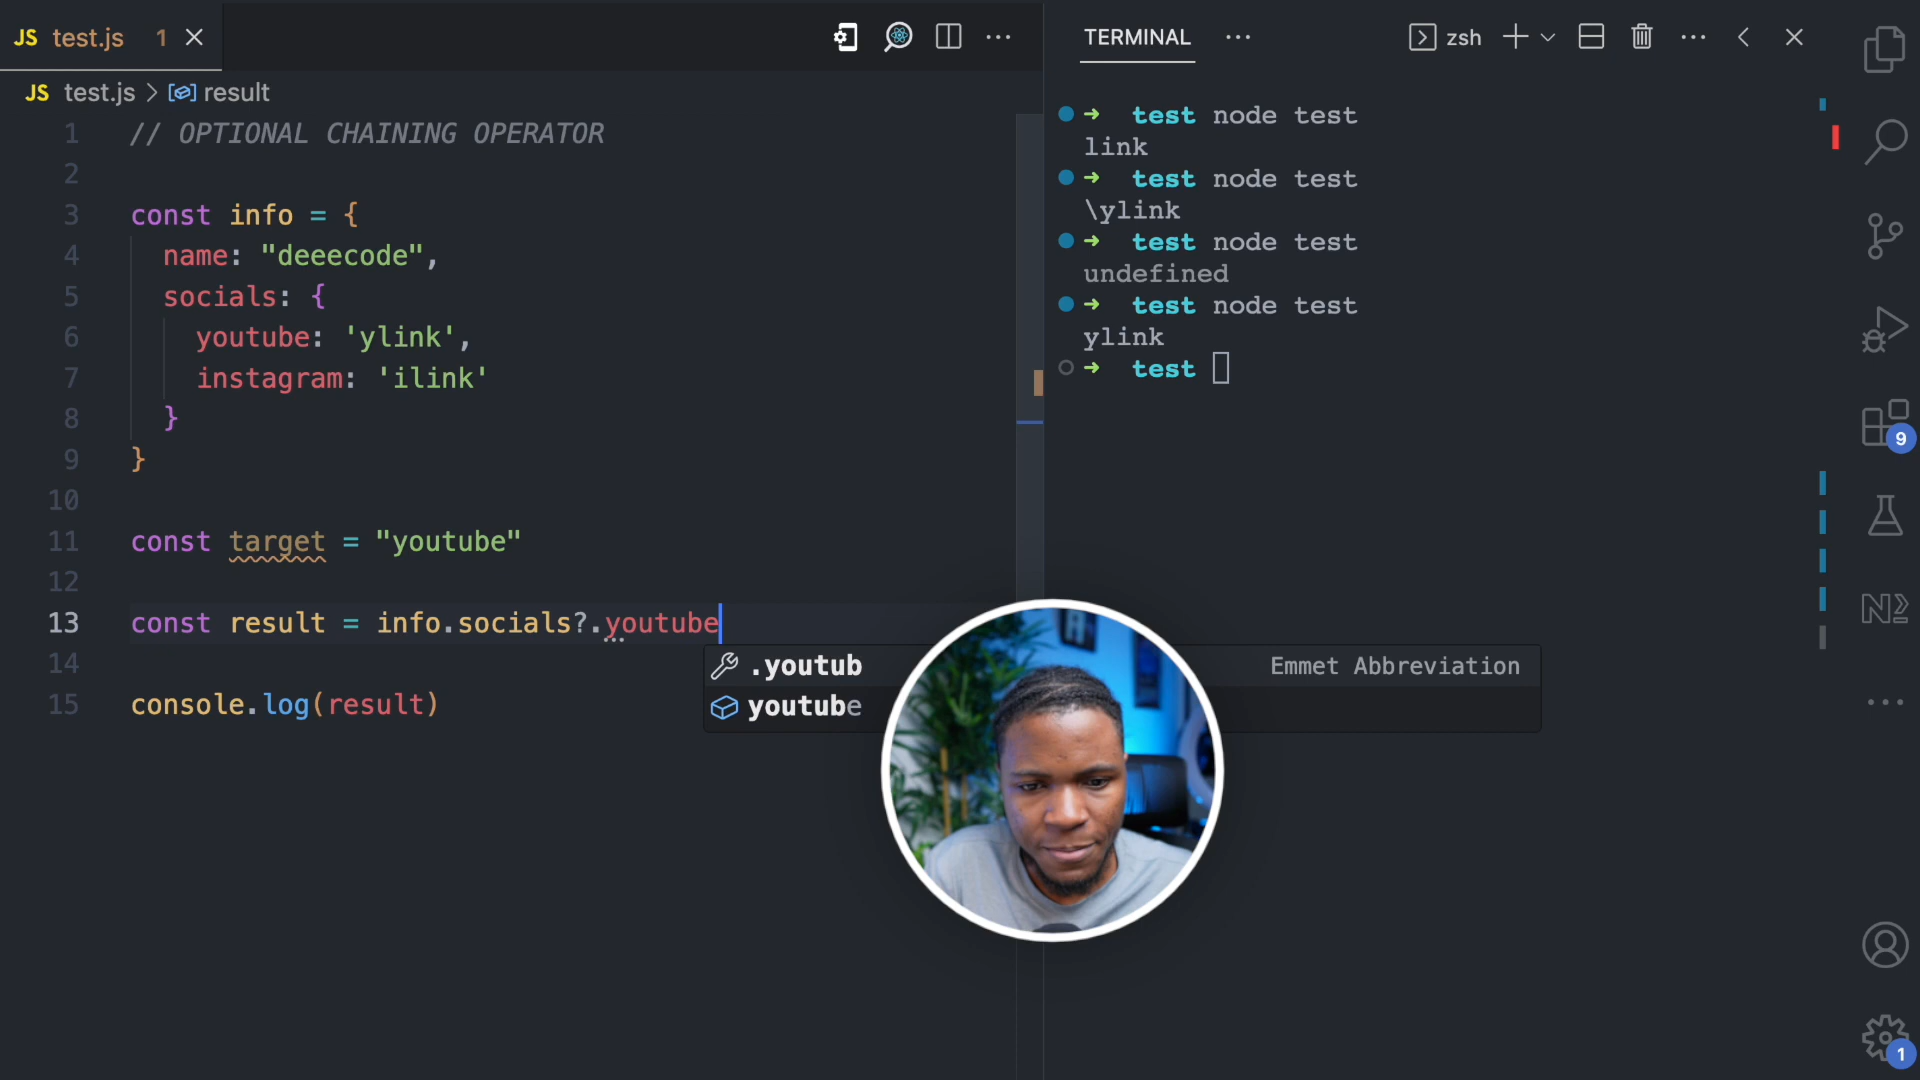 JS test.js 1
JS test.js > result
1 // OPTIONAL CHAINING OPERATOR
2
3 const info = {
4 name: "deeecode",
5 socials: {
6 youtube: 'ylink',
7 instagram: 'ilink'
8 }
9 }
10
11 const target = "youtube"
12
13 const result = info.socials?.youtube
14
15 console.log(result)
.youtub Emmet Abbreviation
youtube
TERMINAL zsh
→ test node test
link
→ test node test
\ylink
→ test node test
undefined
→ test node test
ylink
→ test
9
1